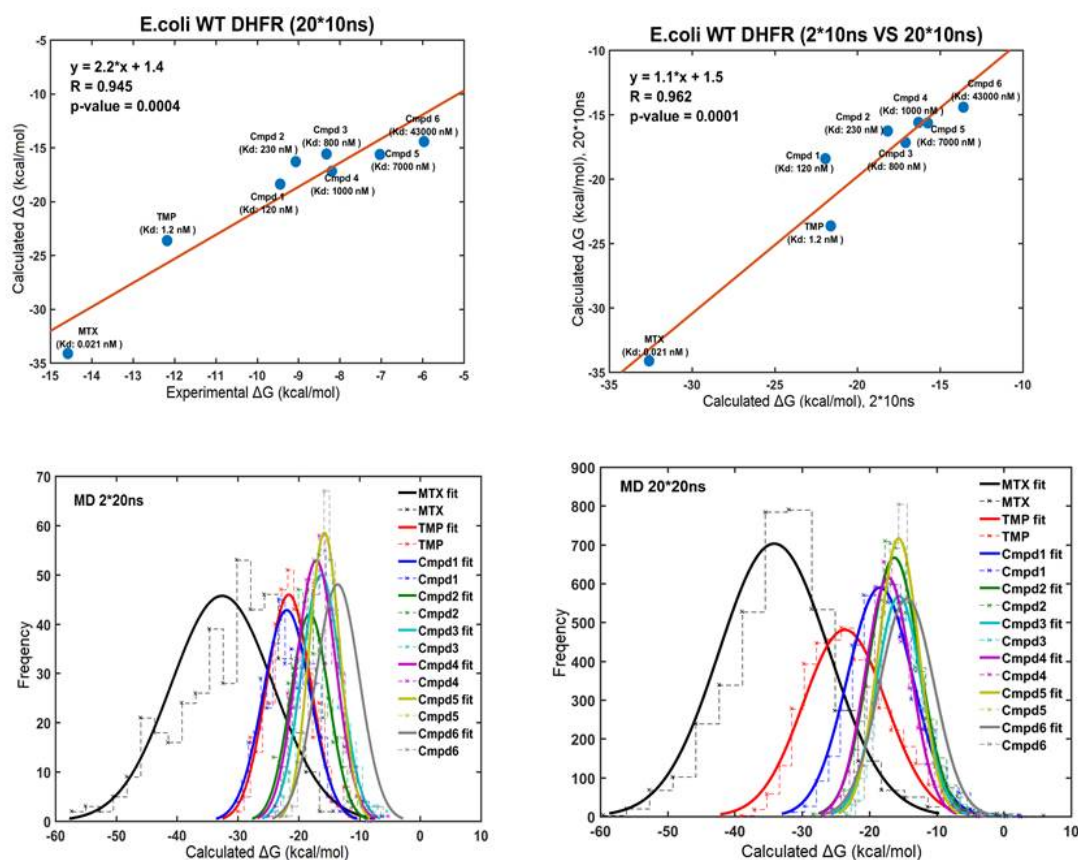 E.coli WT DHFR (20*10ns)
y = 2.2*x + 1.4
R = 0.945
p-value = 0.0004
Cmpd 6
(Kd: 43000 nM )
Cmpd 3
(Kd: 800 nM )
Cmpd 2
(Kd: 230 nM )
Cmpd 5
(Kd: 7000 nM )
Cmpd 4
(Kd: 1000 nM )
Cmpd 1
(Kd: 120 nM )
TMP
(Kd: 1.2 nM )
MTX
(Kd: 0.021 nM )
-5
-10
-15
-20
-25
-30
-35
Calculated ΔG (kcal/mol)
-15 -14 -13 -12 -11 -10 -9 -8 -7 -6 -5
Experimental ΔG (kcal/mol)
E.coli WT DHFR (2*10ns VS 20*10ns)
y = 1.1*x + 1.5
R = 0.962
p-value = 0.0001
Cmpd 6
(Kd: 43000 nM )
Cmpd 4
(Kd: 1000 nM )
Cmpd 2
(Kd: 230 nM )
Cmpd 5
(Kd: 7000 nM )
Cmpd 3
(Kd: 800 nM )
Cmpd 1
(Kd: 120 nM )
TMP
(Kd: 1.2 nM )
MTX
(Kd: 0.021 nM )
-10
-15
-20
-25
-30
-35
Calculated ΔG (kcal/mol), 20*10ns
-35 -30 -25 -20 -15 -10
Calculated ΔG (kcal/mol), 2*10ns
MD 2*20ns
MTX fit
MTX
TMP fit
TMP
Cmpd1 fit
Cmpd1
Cmpd2 fit
Cmpd2
Cmpd3 fit
Cmpd3
Cmpd4 fit
Cmpd4
Cmpd5 fit
Cmpd5
Cmpd6 fit
Cmpd6
70
60
50
40
30
20
10
0
Freqency
-60 -50 -40 -30 -20 -10 0 10
Calculated ΔG (kcal/mol)
MD 20*20ns
MTX fit
MTX
TMP fit
TMP
Cmpd1 fit
Cmpd1
Cmpd2 fit
Cmpd2
Cmpd3 fit
Cmpd3
Cmpd4 fit
Cmpd4
Cmpd5 fit
Cmpd5
Cmpd6 fit
Cmpd6
900
800
700
600
500
400
300
200
100
0
Freqency
-60 -50 -40 -30 -20 -10 0 10
Calculated ΔG (kcal/mol)